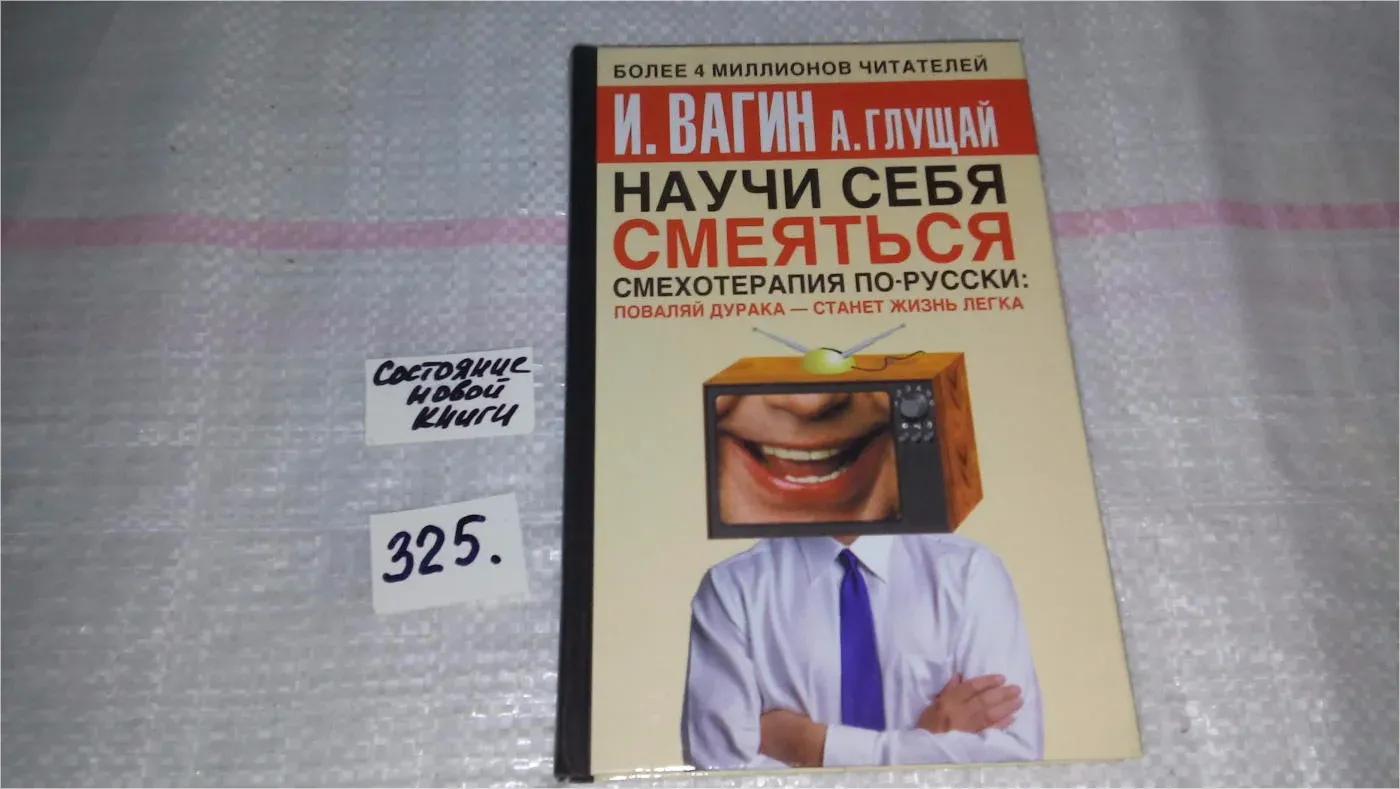 БОЛЕЕ 4 МИЛЛИОНОВ ЧИТАТЕЛЕЙ
И. ВАГИН А. ГЛУЩАЙ
НАУЧИ СЕБЯ
СМЕЯТЬСЯ
СМЕХОТЕРАПИЯ ПО-РУССКИ:
ПОВАЛЯЙ ДУРАКА — СТАНЕТ ЖИЗНЬ ЛЕГКА
Состояние
новой
книги
325.